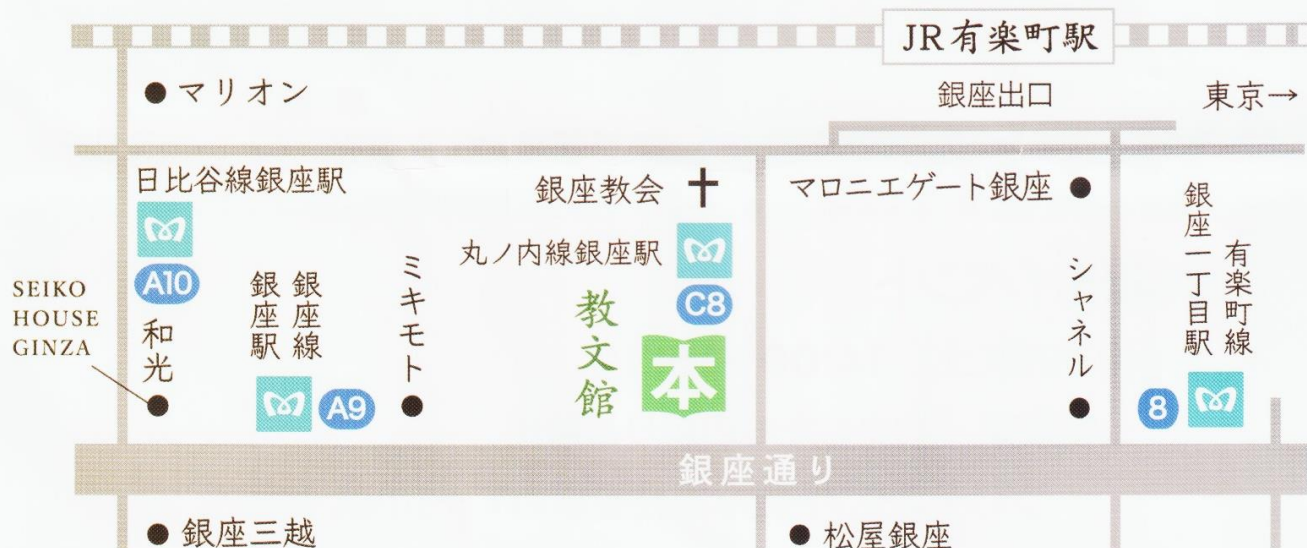 JR有楽町駅
マリオン
銀座出口
東京→
日比谷線銀座駅
A10
SEIKO
HOUSE
GINZA
和光
銀座線
銀座駅
A9
ミキモト
銀座教会
丸ノ内線銀座駅
C8
教文館
本
マロニエゲート銀座
シャネル
有楽町線
銀座一丁目駅
8
銀座通り
銀座三越
松屋銀座